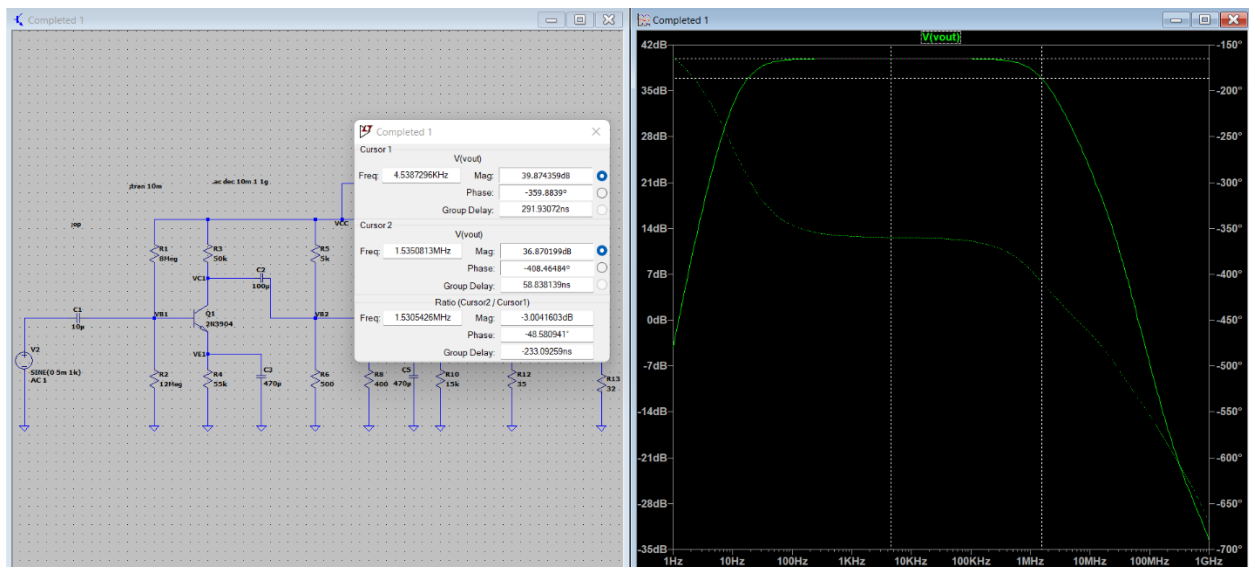 Completed 1
;tran 10m
.ac dec 10m 1 1g
;op
VCC
R1
8Meg
R3
50k
R5
5k
VC1
C2
100µ
C1
10µ
VB1
Q1
2N3904
VB2
V2
SINE(0 5m 1k)
AC 1
VE1
R2
12Meg
R4
55k
C3
470µ
R6
500
R8
400
C5
470µ
R10
15k
R12
35
R13
32
Completed 1
Cursor 1
V(vout)
Freq: 4.5387296KHz Mag: 39.874359dB
Phase: -359.8839°
Group Delay: 291.93072ns
Cursor 2
V(vout)
Freq: 1.5350813MHz Mag: 36.870199dB
Phase: -408.46484°
Group Delay: 58.838139ns
Ratio (Cursor2 / Cursor1)
Freq: 1.5305426MHz Mag: -3.0041603dB
Phase: -48.580941°
Group Delay: -233.09259ns
Completed 1
V(vout)
42dB -150°
35dB -200°
28dB -250°
21dB -300°
14dB -350°
7dB -400°
0dB -450°
-7dB -500°
-14dB -550°
-21dB -600°
-28dB -650°
-35dB -700°
1Hz 10Hz 100Hz 1KHz 10KHz 100KHz 1MHz 10MHz 100MHz 1GHz